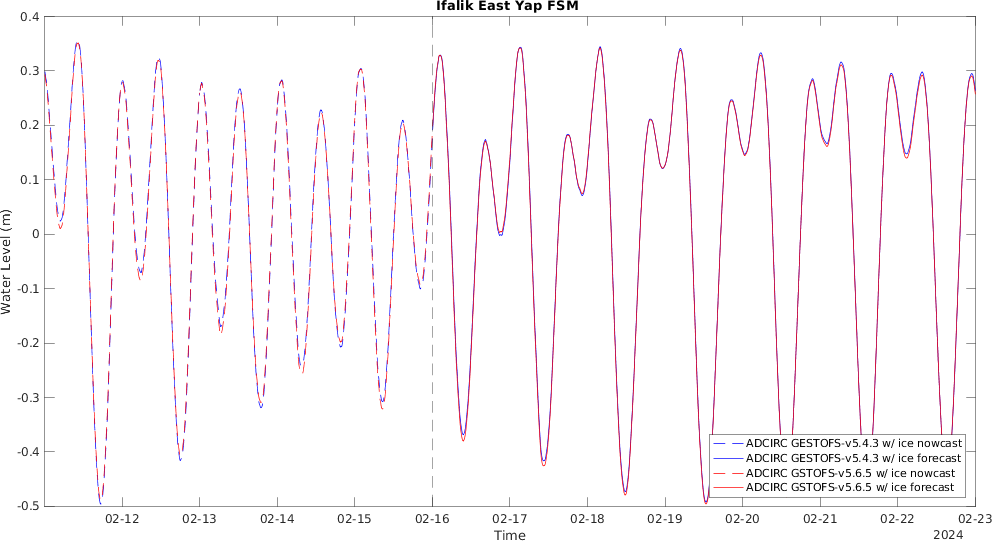 Ifalik East Yap FSM
0.4
0.3
0.2
0.1
0
-0.1
-0.2
-0.3
-0.4
-0.5
Water Level (m)
ADCIRC GESTOFS-v5.4.3 w/ ice nowcast
ADCIRC GESTOFS-v5.4.3 w/ ice forecast
ADCIRC GSTOFS-v5.6.5 w/ ice nowcast
ADCIRC GSTOFS-v5.6.5 w/ ice forecast
02-12 02-13 02-14 02-15 02-16 02-17 02-18 02-19 02-20 02-21 02-22 02-23
Time
2024